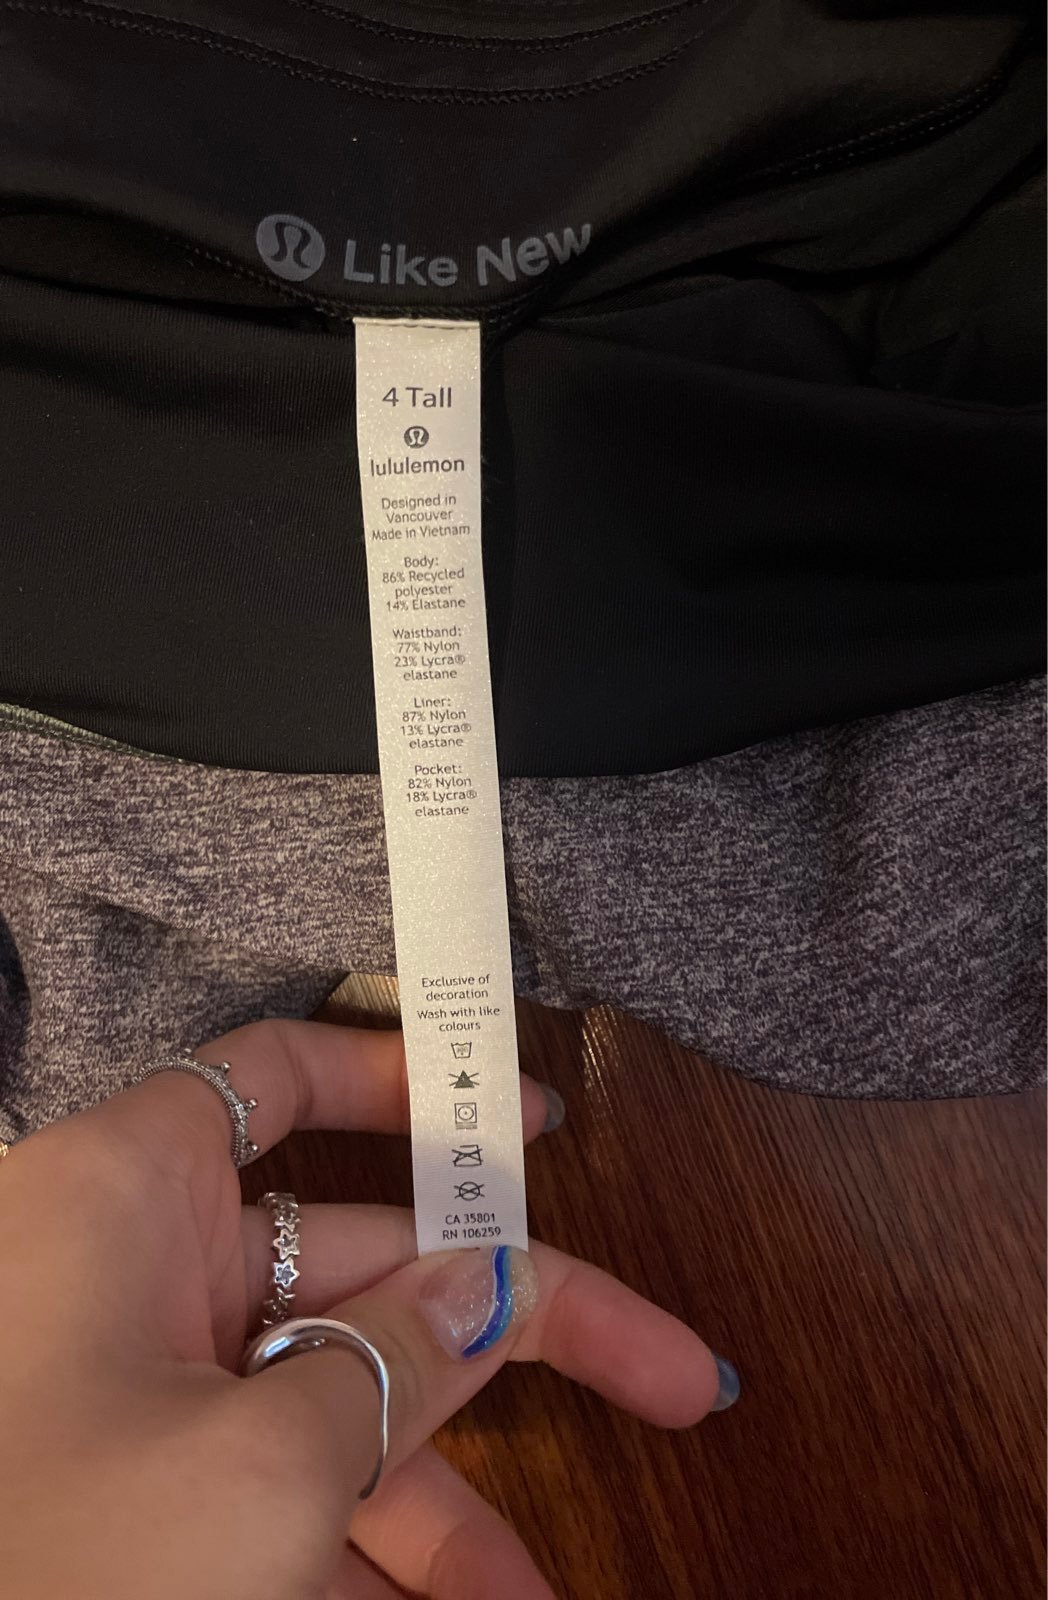 Like New
4 Tall
lululemon
Designed in
Vancouver
Made in Vietnam
Body:
86% Recycled
polyester
14% Elastane
Waistband:
77% Nylon
23% Lycra®
elastane
Liner:
87% Nylon
13% Lycra®
elastane
Pocket:
82% Nylon
18% Lycra®
elastane
Exclusive of
decoration
Wash with like
colours
CA 35801
RN 106259